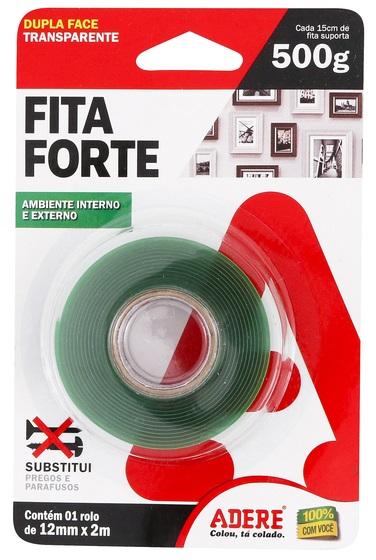 DUPLA FACE
TRANSPARENTE
Cada 15cm de
fita suporta
500g
FITA
FORTE
AMBIENTE INTERNO
E EXTERNO
SUBSTITUI
PREGOS E
PARAFUSOS
Contém 01 rolo
de 12mm x 2m
ADERE®
Colou, tá colado.
100%
COM VOCÊ